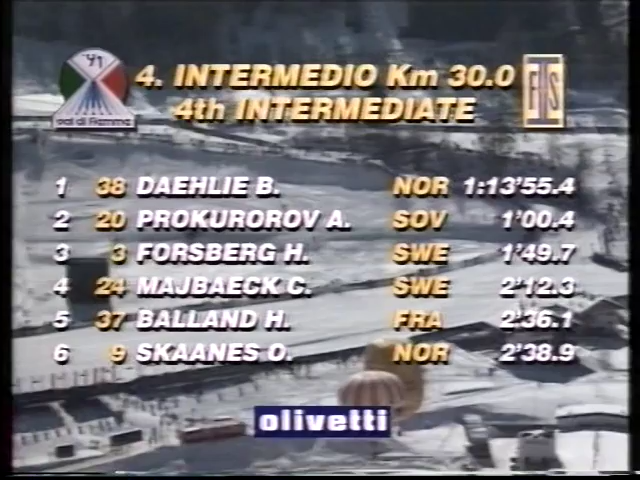 '91
val di Fiemme
4. INTERMEDIO Km 30.0
4th INTERMEDIATE
FIS
1 38 DAEHLIE B. NOR 1:13'55.4
2 20 PROKUROROV A. SOV 1'00.4
3 3 FORSBERG H. SWE 1'49.7
4 24 MAJBAECK C. SWE 2'12.3
5 37 BALLAND H. FRA 2'36.1
6 9 SKAANES O. NOR 2'38.9
olivetti